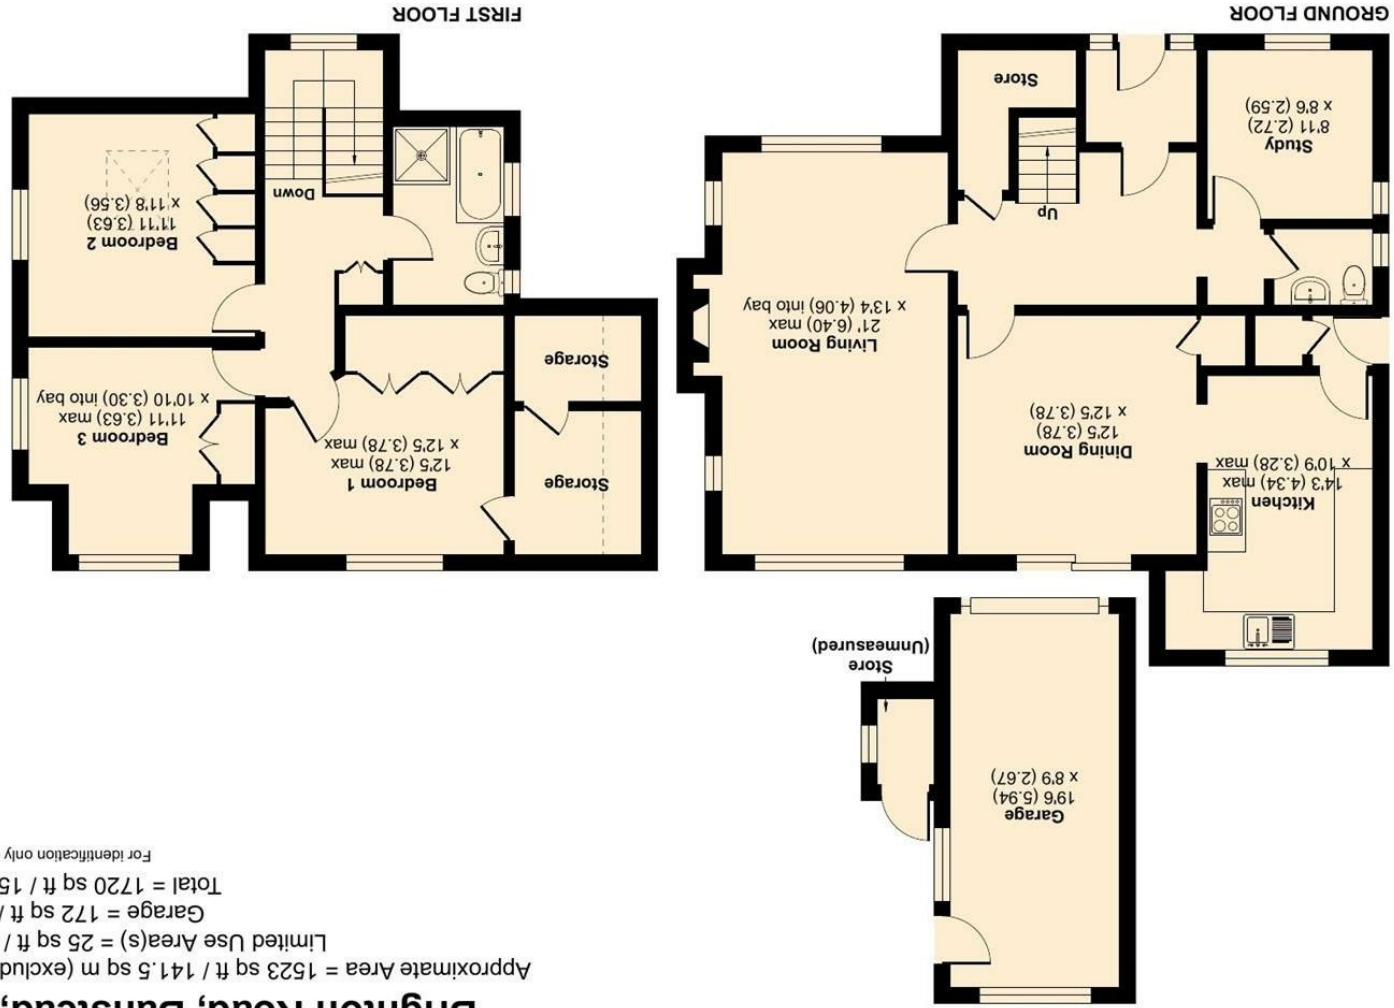 Brighton Road, Banstead,
Approximate Area = 1523 sq ft / 141.5 sq m (exclud
Limited Use Area(s) = 25 sq ft /
Garage = 172 sq ft /
Total = 1720 sq ft / 15
For identification only
Garage
19'6 (5.94)
x 8'9 (2.67)
Store
(Unmeasured)
Kitchen
14'3 (4.34) max
x 10'9 (3.28) max
Dining Room
12'5 (3.78)
x 12'5 (3.78)
Living Room
21' (6.40) max
x 13'4 (4.06) into bay
Up
Study
8'11 (2.72)
x 8'6 (2.59)
Store
GROUND FLOOR
Storage
Storage
Bedroom 1
12'5 (3.78) max
x 12'5 (3.78) max
Bedroom 3
11'11 (3.63) max
x 10'10 (3.30) into bay
Bedroom 2
11'11 (3.63)
x 11'8 (3.56)
Down
FIRST FLOOR